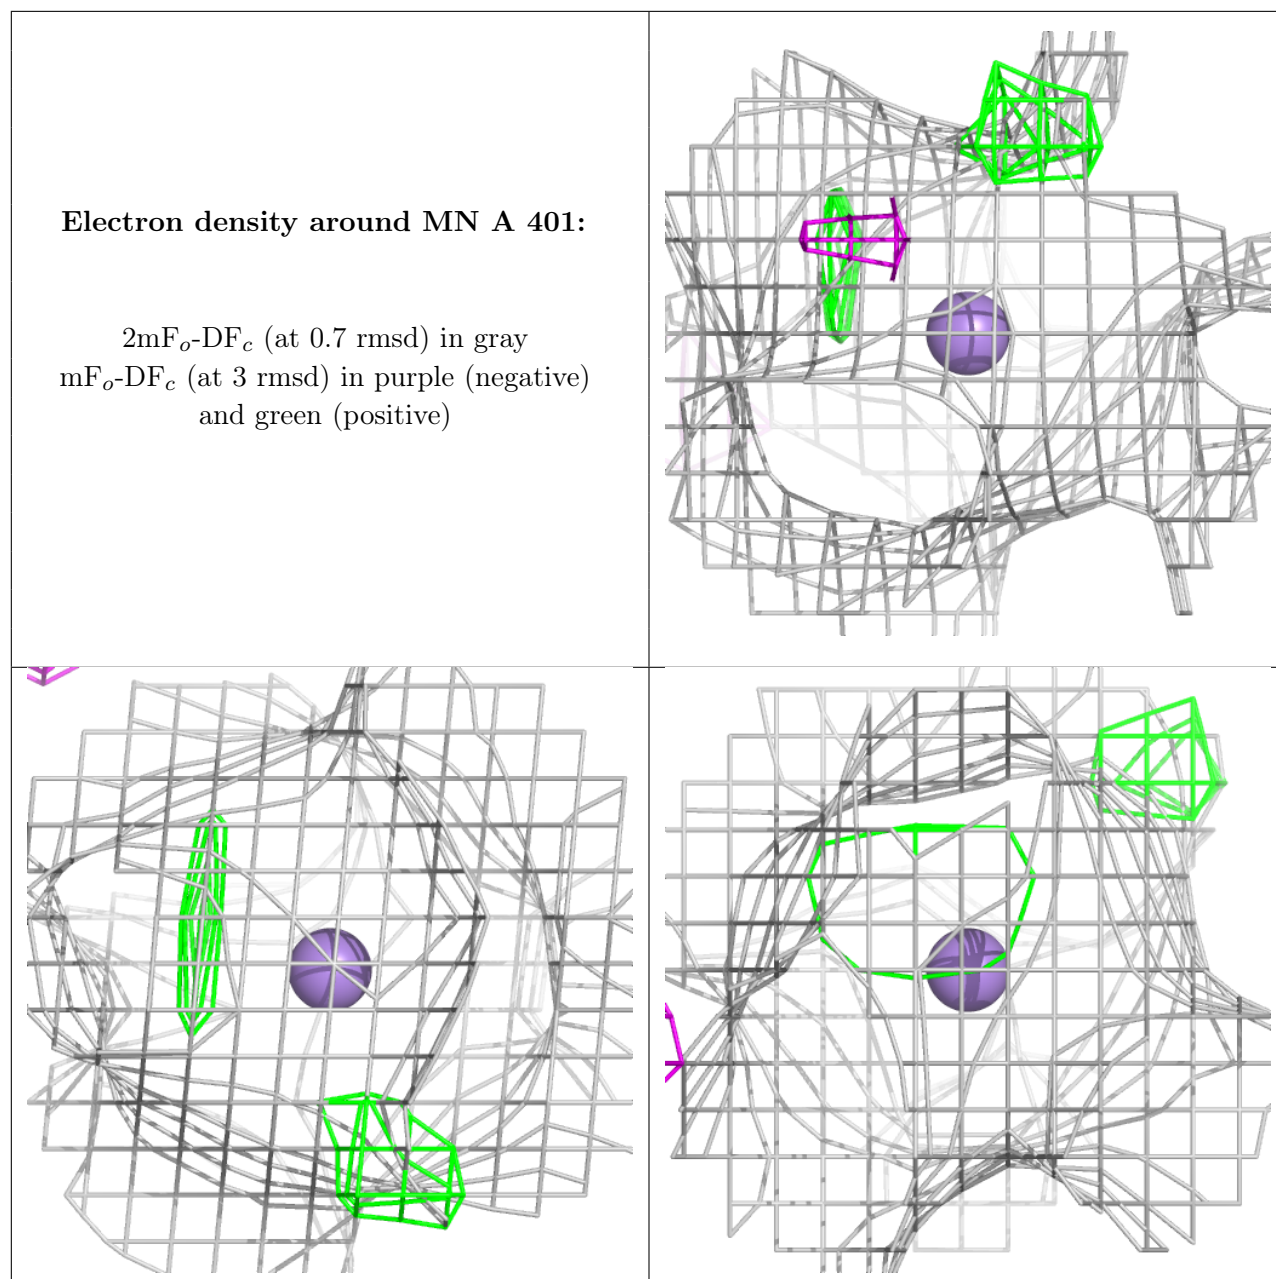 Electron density around MN A 401:
2mFo-DFc (at 0.7 rmsd) in gray
mFo-DFc (at 3 rmsd) in purple (negative)
and green (positive)